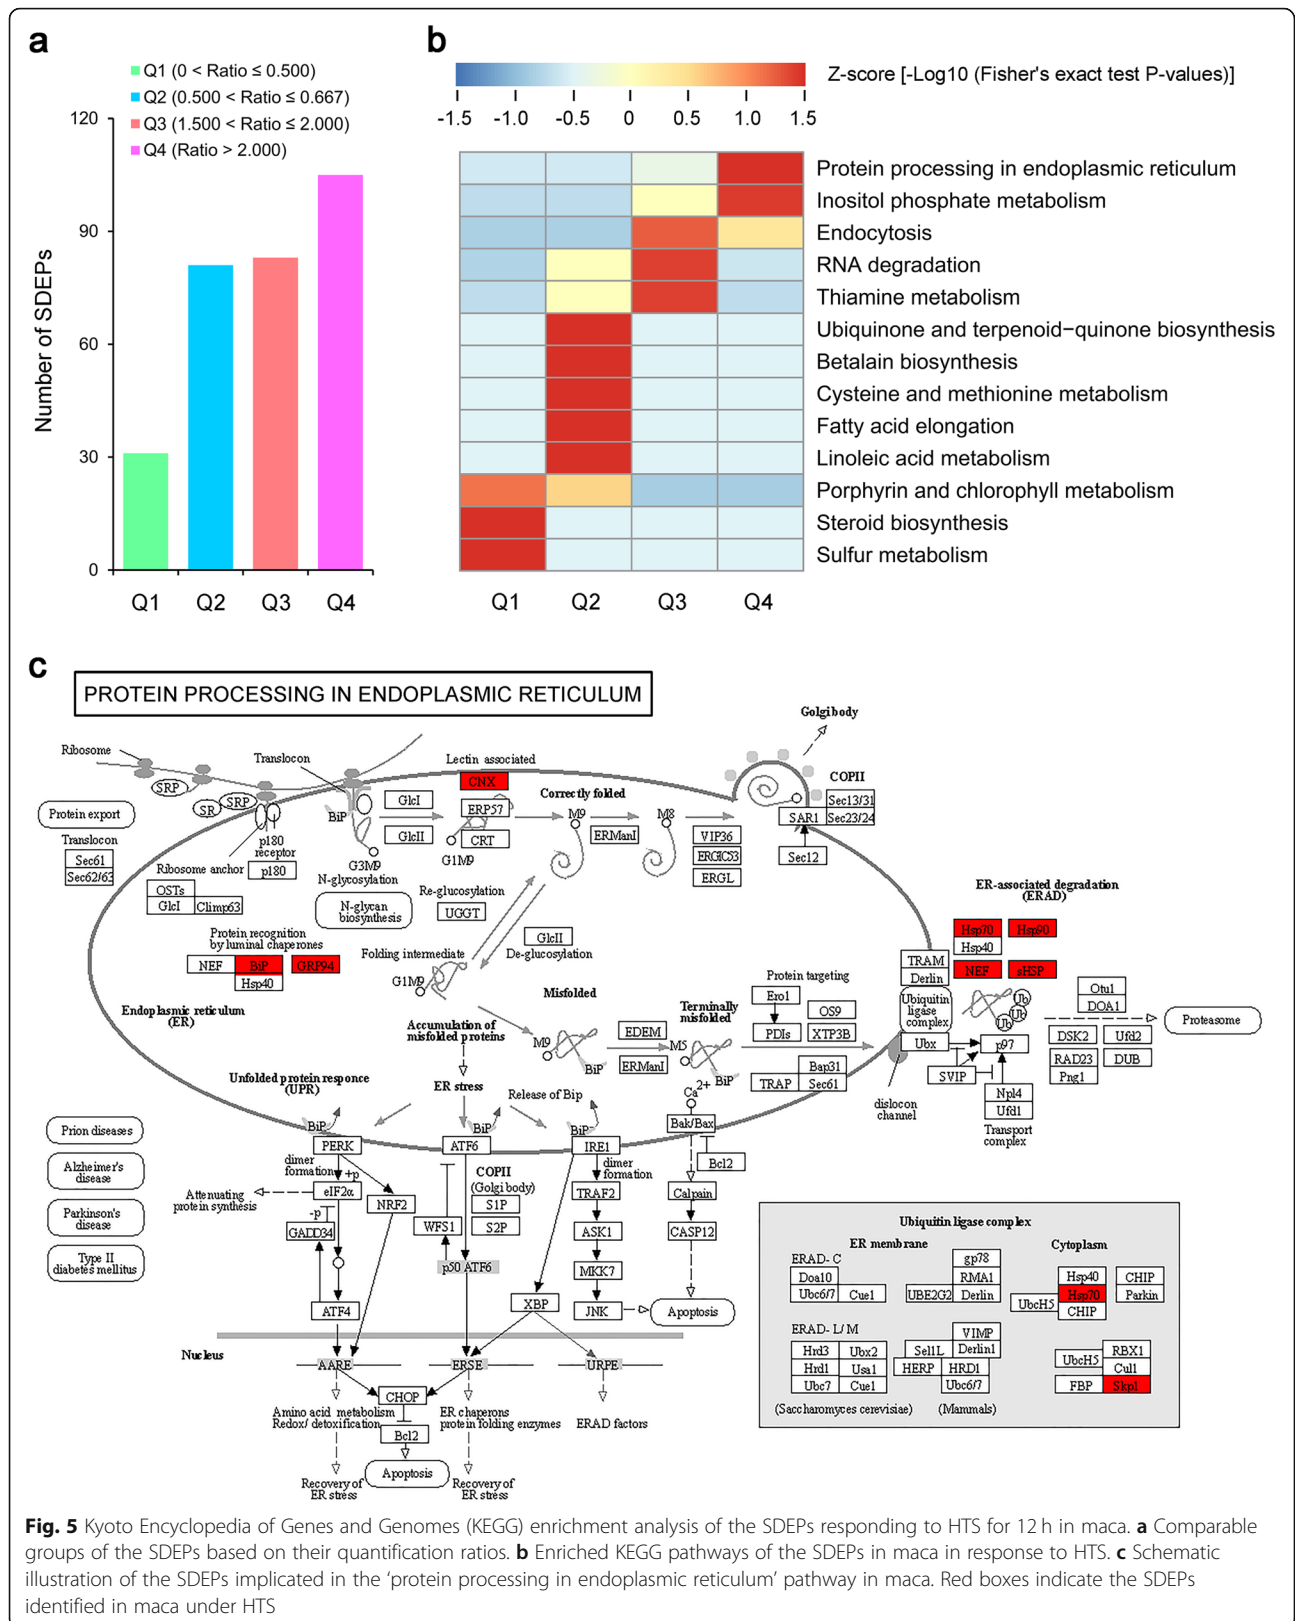 a
Q1 (0 < Ratio ≤ 0.500)
Q2 (0.500 < Ratio ≤ 0.667)
Q3 (1.500 < Ratio ≤ 2.000)
Q4 (Ratio > 2.000)
Number of SDEPs
120
90
60
30
0
Q1 Q2 Q3 Q4
b
Z-score [-Log10 (Fisher's exact test P-values)]
-1.5 -1.0 -0.5 0 0.5 1.0 1.5
Protein processing in endoplasmic reticulum
Inositol phosphate metabolism
Endocytosis
RNA degradation
Thiamine metabolism
Ubiquinone and terpenoid−quinone biosynthesis
Betalain biosynthesis
Cysteine and methionine metabolism
Fatty acid elongation
Linoleic acid metabolism
Porphyrin and chlorophyll metabolism
Steroid biosynthesis
Sulfur metabolism
Q1 Q2 Q3 Q4
c
PROTEIN PROCESSING IN ENDOPLASMIC RETICULUM
Ribosome
SRP
SR
SRP
Translocon
Protein export
Translocon
Sec61
Sec62/63
Ribosome anchor
p180
receptor
p180
OSTs
GlcI
Climp63
BiP
GlcI
GlcII
G3M9
N-glycosylation
N-glycan
biosynthesis
Lectin associated
CNX
ERP57
CRT
G1M9
Correctly folded
M9
ERManI
M8
VIP36
ERGIC53
ERGL
Golgi body
COPII
Sec13/31
SAR1
Sec23/24
Sec12
Re-glucosylation
UGGT
GlcII
De-glucosylation
Protein recognition
by luminal chaperones
NEF
BiP
GRP94
Hsp40
Folding intermediate
G1M9
Endoplasmic reticulum
(ER)
Misfolded
Accumulation of
misfolded proteins
M9
BiP
EDEM
ERManI
Terminally
misfolded
M5
BiP
Protein targeting
Ero1
PDIs
OS9
XTP3B
Bap31
TRAP
Sec61
ER-associated degradation
(ERAD)
Hsp70
Hsp90
Hsp40
NEF
sHSP
TRAM
Derlin
Ubiquitin
ligase
complex
Ubx
Ub
Ub
Ub
p97
SVIP
Npl4
Ufd1
Transport
complex
dislocon
channel
Otu1
DOA1
DSK2
Ufd2
RAD23
DUB
Png1
Proteasome
Unfolded protein responce
(UPR)
ER stress
Release of Bip
BiP
PERK
BiP
ATF6
BiP
IRE1
Ca2+
Bak/Bax
Bcl2
Calpain
CASP12
Apoptosis
dimer
formation
+p
eIF2α
Attenuating
protein synthesis
-p
GADD34
NRF2
ATF4
COPII
(Golgi body)
S1P
S2P
WFS1
p50 ATF6
dimer
formation
TRAF2
ASK1
MKK7
JNK
XBP
Prion diseases
Alzheimer's
disease
Parkinson's
disease
Type II
diabetes mellitus
Nucleus
AARE
ERSE
URPE
CHOP
Bcl2
Apoptosis
Amino acid metabolism
Redox/ detoxification
Recovery of
ER stress
ER chaperons
protein folding enzymes
Recovery of
ER stress
ERAD factors
Ubiquitin ligase complex
ER membrane
Cytoplasm
ERAD- C
Doa10
Ubc6/7
Cue1
gp78
RMA1
UBE2G2
Derlin
Hsp40
UbcH5
Hsp70
CHIP
CHIP
Parkin
ERAD- L/ M
Hrd3
Ubx2
Hrd1
Usa1
Ubc7
Cue1
(Saccharomyces cerevisiae)
VIMP
Sel1L
Derlin1
HERP
HRD1
Ubc6/7
(Mammals)
UbcH5
RBX1
Cul1
FBP
Skp1
Fig. 5 Kyoto Encyclopedia of Genes and Genomes (KEGG) enrichment analysis of the SDEPs responding to HTS for 12 h in maca. a Comparable
groups of the SDEPs based on their quantification ratios. b Enriched KEGG pathways of the SDEPs in maca in response to HTS. c Schematic
illustration of the SDEPs implicated in the ‘protein processing in endoplasmic reticulum’ pathway in maca. Red boxes indicate the SDEPs
identified in maca under HTS